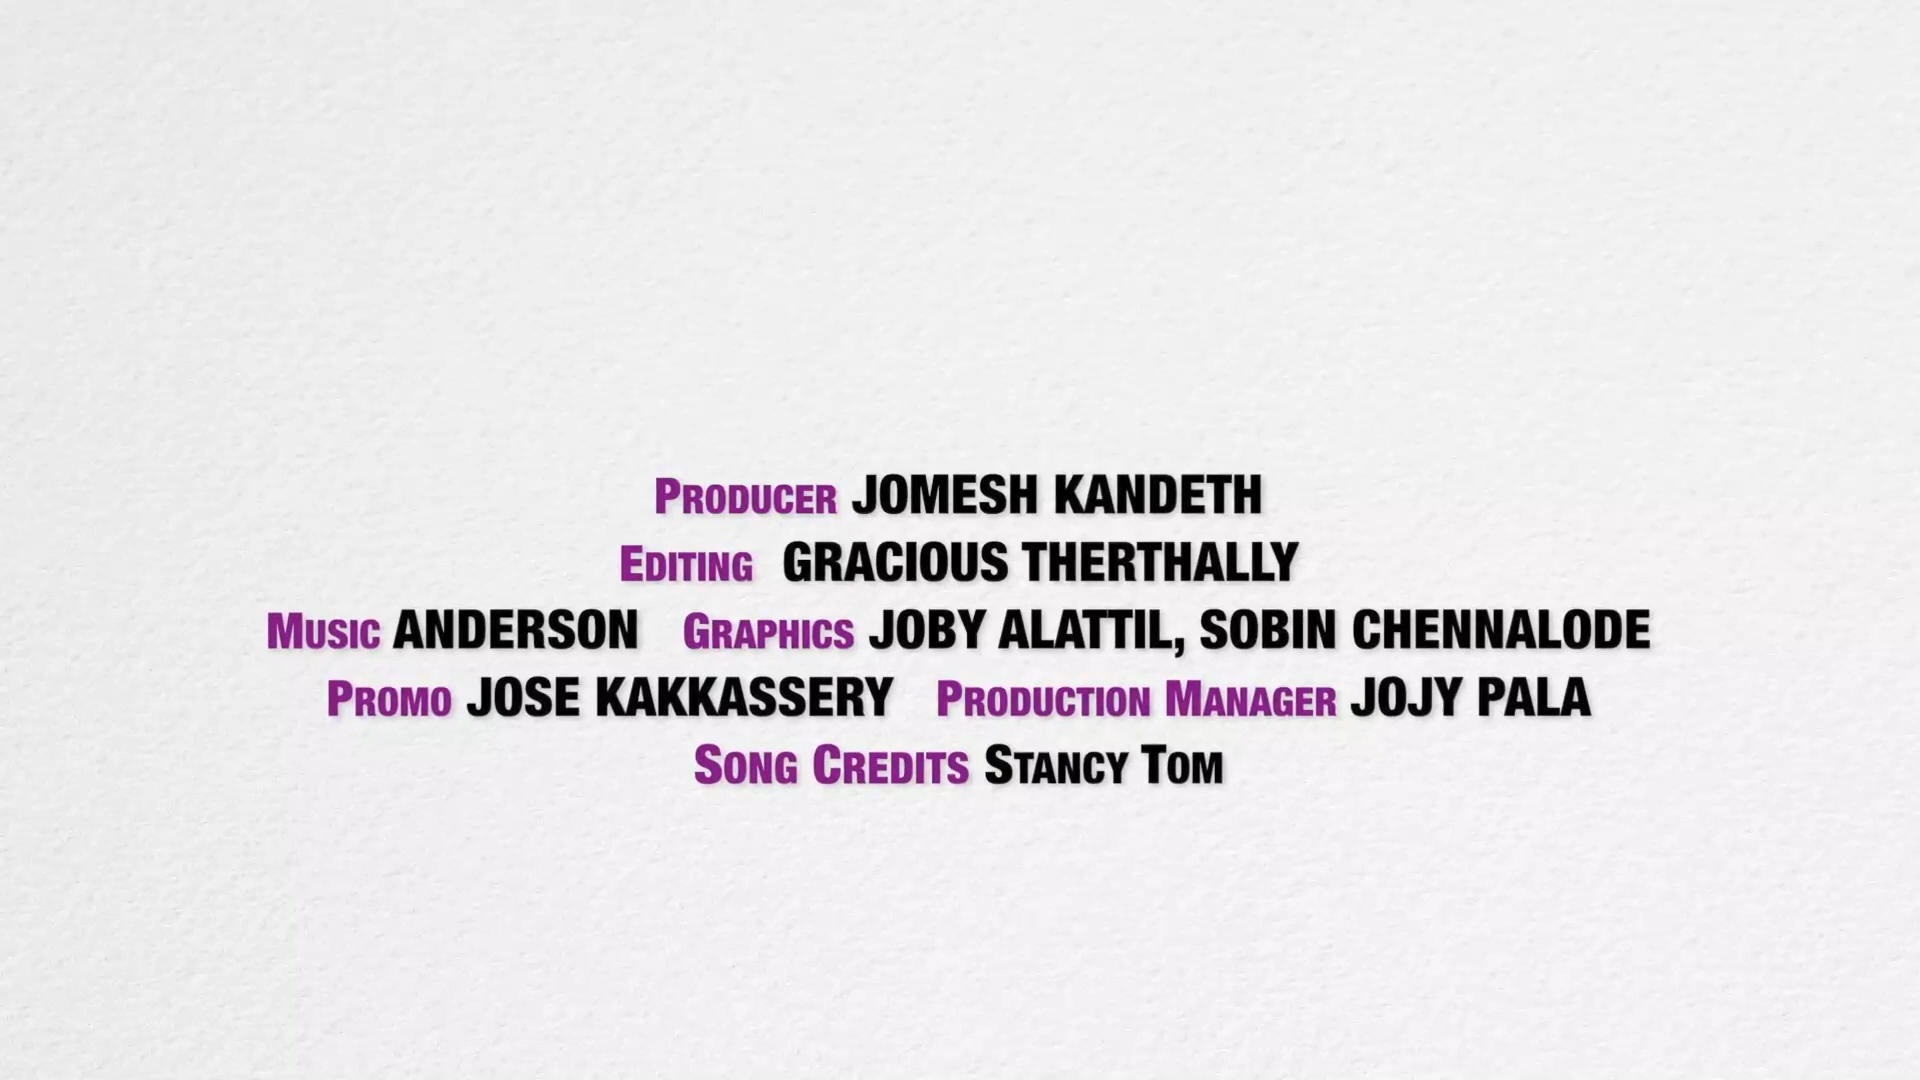 Producer JOMESH KANDETH
Editing GRACIOUS THERTHALLY
Music ANDERSON Graphics JOBY ALATTIL, SOBIN CHENNALODE
Promo JOSE KAKKASSERY Production Manager JOJY PALA
Song Credits Stancy Tom